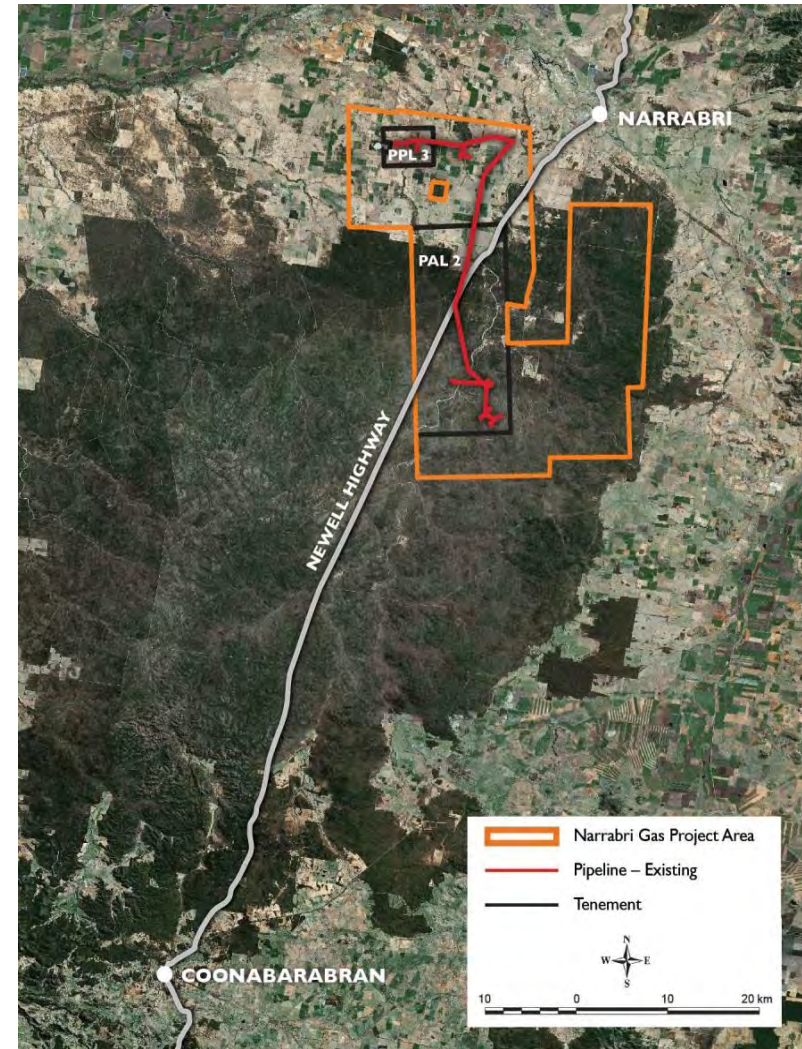 NARRABRI
PPL 3
PAL 2
NEWELL HIGHWAY
COONABARABRAN
Narrabri Gas Project Area
Pipeline – Existing
Tenement
N
W E
S
10 0 10 20 km